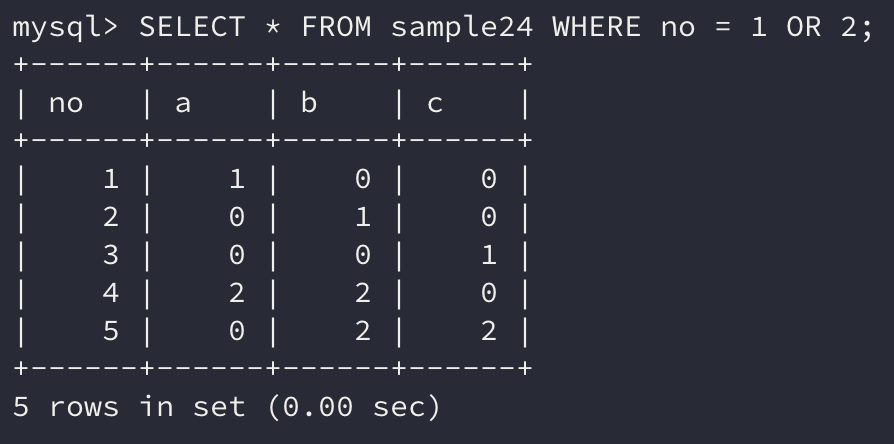 mysql> SELECT * FROM sample24 WHERE no = 1 OR 2;
+------+------+------+------+
| no   | a    | b    | c    |
+------+------+------+------+
|    1 |    1 |    0 |    0 |
|    2 |    0 |    1 |    0 |
|    3 |    0 |    0 |    1 |
|    4 |    2 |    2 |    0 |
|    5 |    0 |    2 |    2 |
+------+------+------+------+
5 rows in set (0.00 sec)